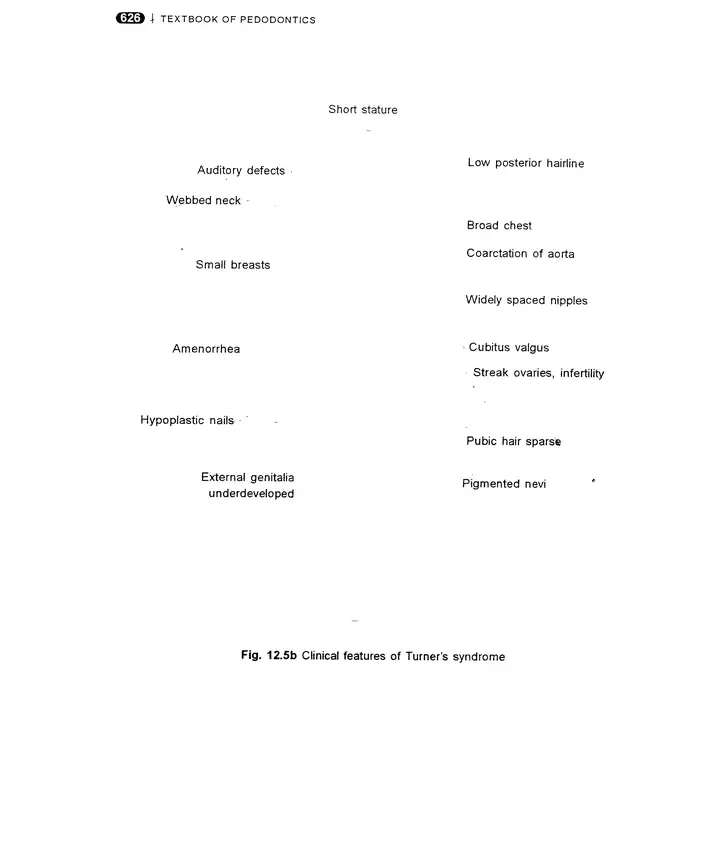 626 TEXTBOOK OF PEDODONTICS
Short stature
Low posterior hairline
Auditory defects
Webbed neck
Broad chest
Coarctation of aorta
Small breasts
Widely spaced nipples
Amenorrhea
Cubitus valgus
Streak ovaries, infertility
Hypoplastic nails
Pubic hair sparse
External genitalia
underdeveloped
Pigmented nevi
Fig. 12.5b Clinical features of Turner's syndrome